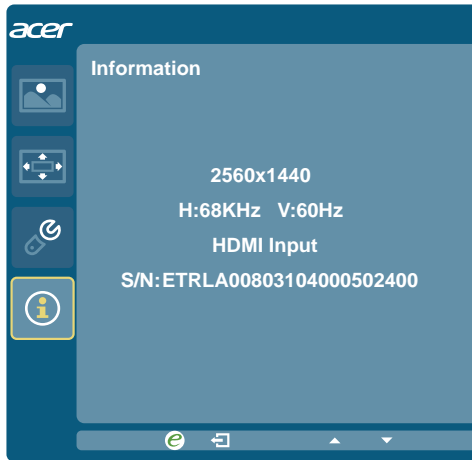 acer
Information
2560x1440
H:68KHz V:60Hz
HDMI Input
S/N:ETRLA00803104000502400